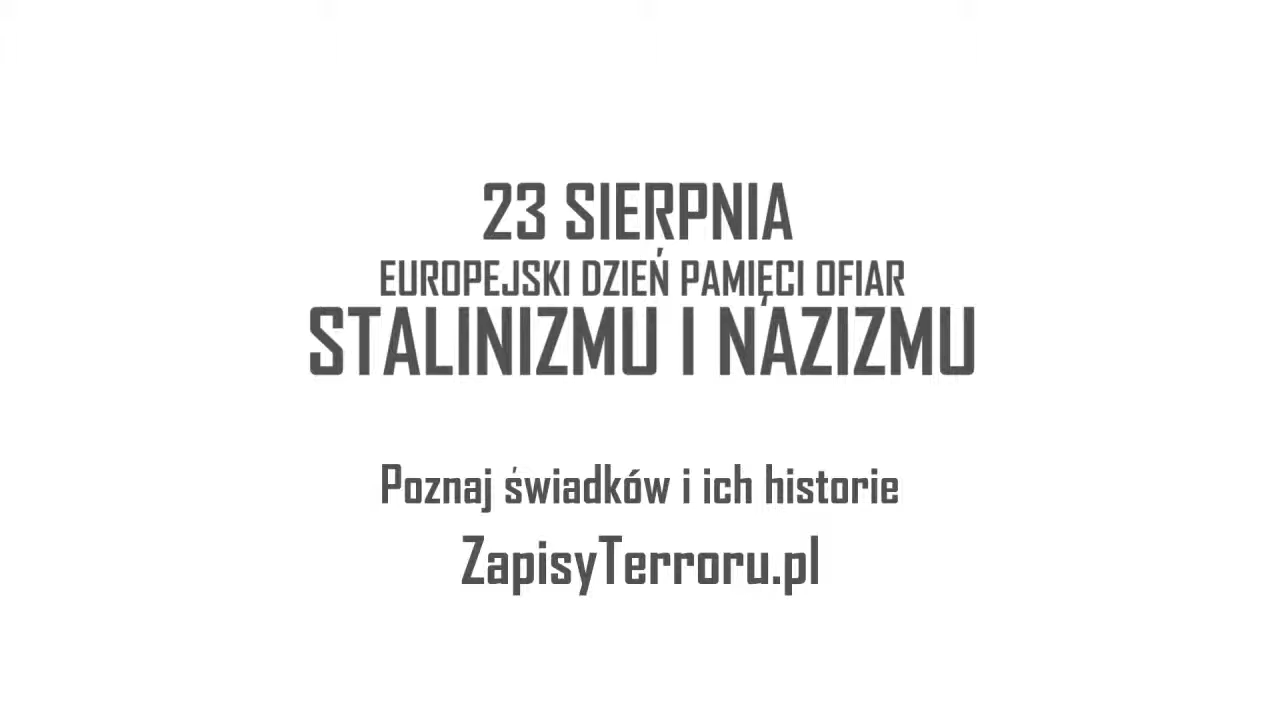 23 SIERPNIA
EUROPEJSKI DZIEŃ PAMIĘCI OFIAR
STALINIZMU I NAZIZMU
Poznaj świadków i ich historie
ZapisyTerroru.pl